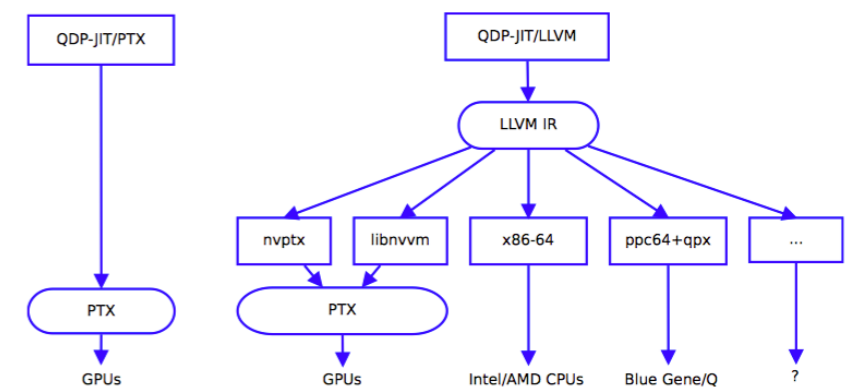 QDP-JIT/PTX
QDP-JIT/LLVM
LLVM IR
nvptx
libnvvm
x86-64
ppc64+qpx
...
PTX
PTX
GPUs
GPUs
Intel/AMD CPUs
Blue Gene/Q
?